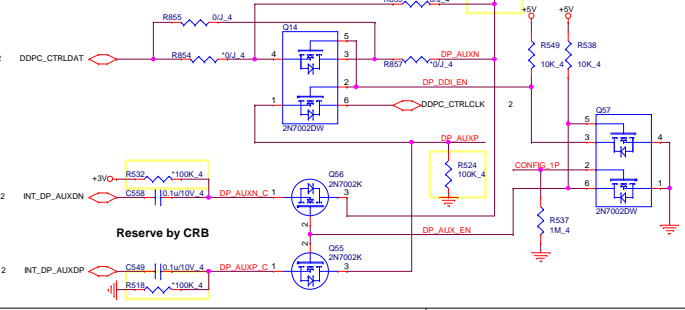 +5V +5V
R855 0/J_4
Q14
5
R549 R538
2 DDPC_CTRLDAT R854 *0/J_4 4 3 DP_AUXN
R857 *0/J_4
10K_4 10K_4
2 DP_DDI_EN
1 6 DDPC_CTRLCLK 2
Q57
5
2N7002DW
DP_AUXP
3 4
R524
100K_4
CONFIG_1P 2
+3VO R532 *100K_4
Q56
2N7002K
6 1
2 INT_DP_AUXDN C558 0.1u/10V_4 DP_AUXN_C 1 3
2N7002DW
2
R537
1M_4
Reserve by CRB
DP_AUX_EN
2
Q55
2N7002K
2 INT_DP_AUXDP C549 0.1u/10V_4 DP_AUXP_C 1 3
R518 *100K_4